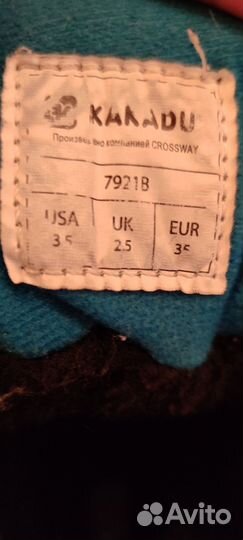 KAKADU
Произведено компанией CROSSWAY
7921B
USA UK EUR
3.5 2.5 35
Avito